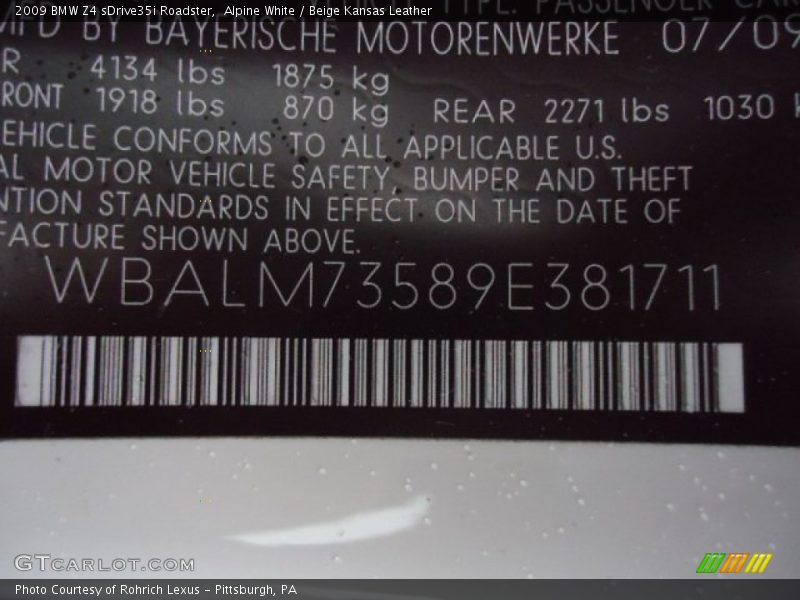 2009 BMW Z4 sDrive35i Roadster, Alpine White / Beige Kansas Leather
TYPE: PASSENGER CAR
MFD BY BAYERISCHE MOTORENWERKE 07/09
R 4134 lbs 1875 kg
RONT 1918 lbs 870 kg REAR 2271 lbs 1030 k
EHICLE CONFORMS TO ALL APPLICABLE U.S.
AL MOTOR VEHICLE SAFETY, BUMPER AND THEFT
NTION STANDARDS IN EFFECT ON THE DATE OF
FACTURE SHOWN ABOVE.
WBALM73589E381711
GTCARLOT.COM
Photo Courtesy of Rohrich Lexus - Pittsburgh, PA